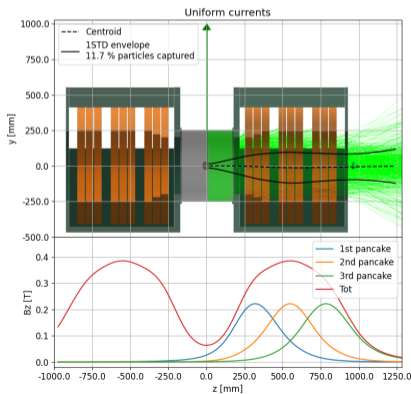 Uniform currents
1000.0
750.0
500.0
250.0
0.0
-250.0
-500.0
y [mm]
Centroid
1STD envelope
11.7 % particles captured
0.4
0.3
0.2
0.1
0.0
Bz [T]
1st pancake
2nd pancake
3rd pancake
Tot
-1000.0 -750.0 -500.0 -250.0 0.0 250.0 500.0 750.0 1000.0 1250.0
z [mm]